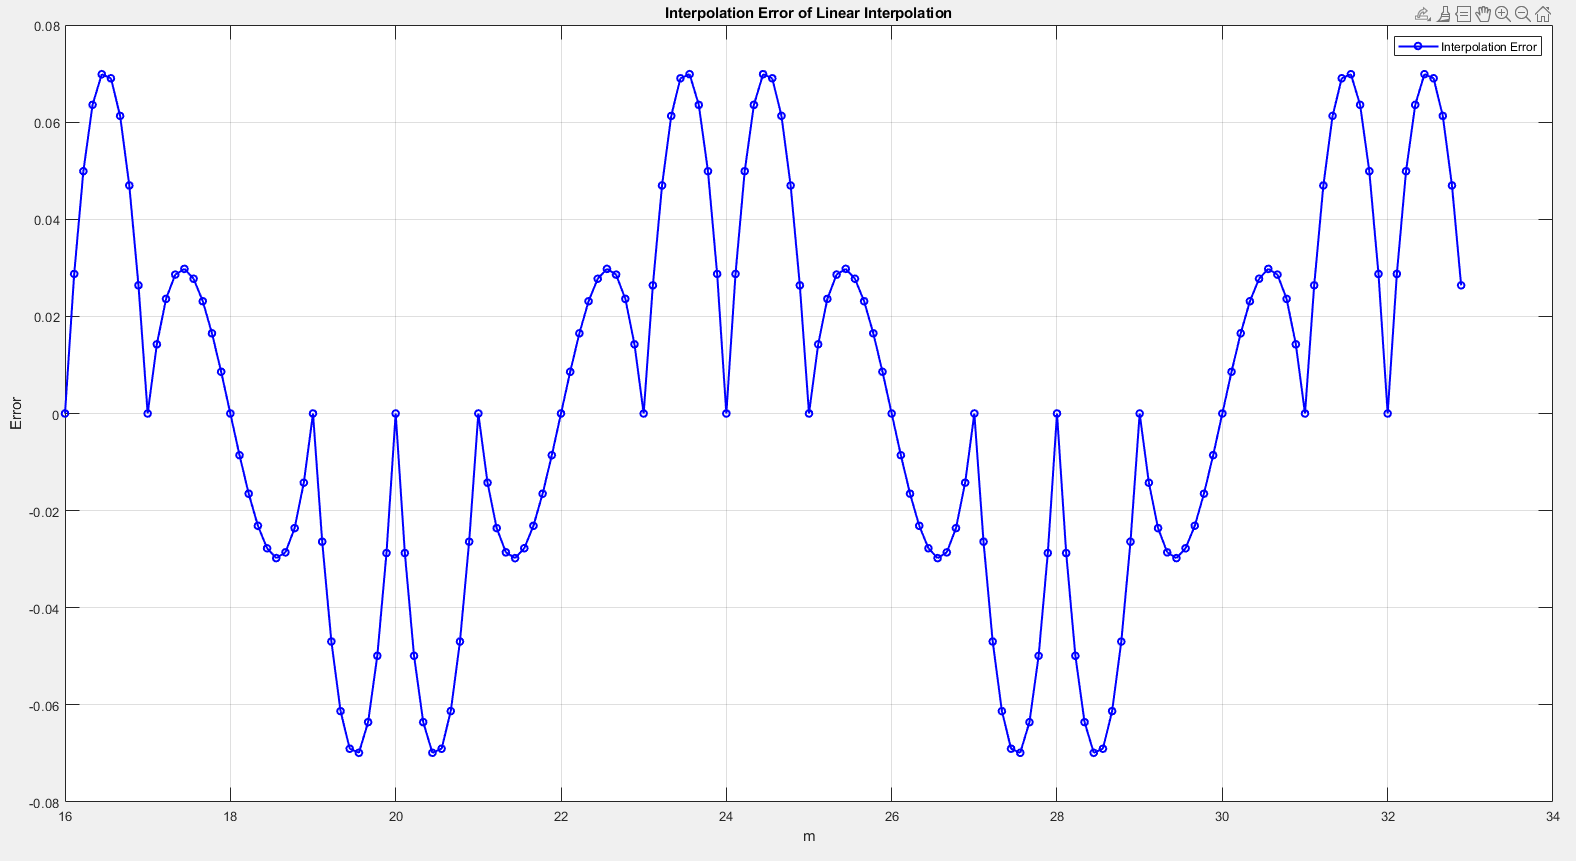 Interpolation Error of Linear Interpolation
Interpolation Error
0.08
0.06
0.04
0.02
0
-0.02
-0.04
-0.06
-0.08
Error
16 18 20 22 24 26 28 30 32 34
m